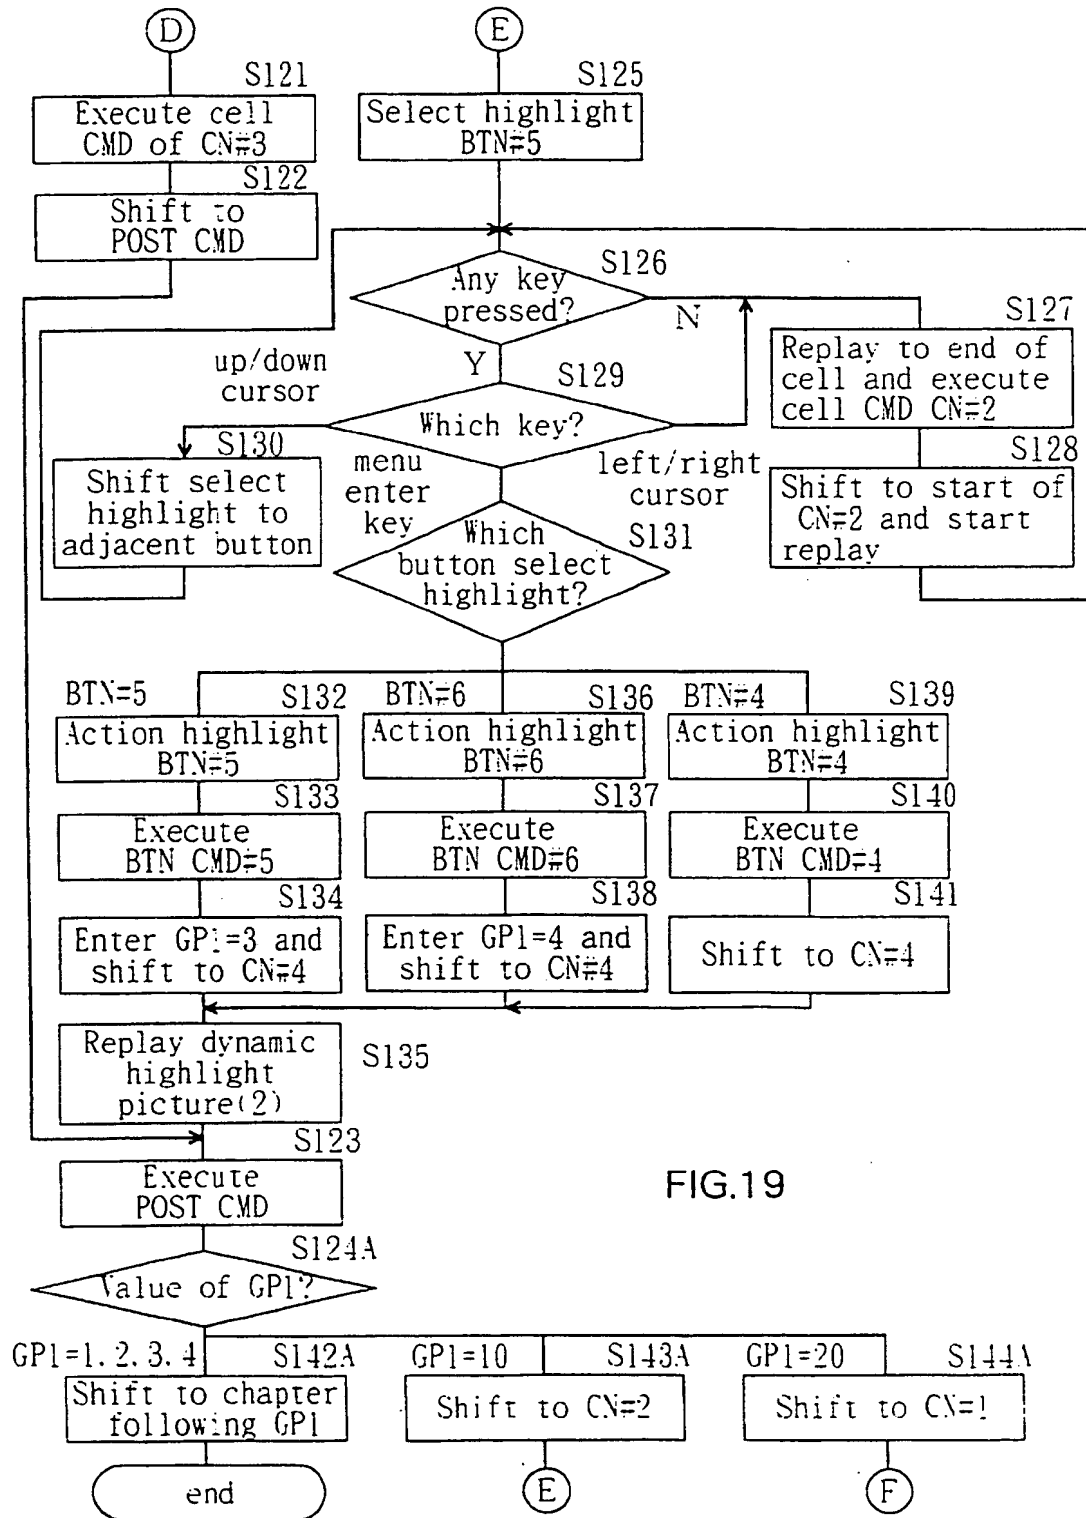 D
S121
Execute cell
CMD of CN#3
S122
Shift to
POST CMD
E
S125
Select highlight
BTN#5
S126
Any key
pressed?
N
Y
S127
Replay to end of
cell and execute
cell CMD CN#2
S128
Shift to start of
CN#2 and start
replay
up/down
cursor
S129
Which key?
left/right
cursor
menu
enter
key
S130
Shift select
highlight to
adjacent button
S131
Which
button select
highlight?
BTN=5
S132
Action highlight
BTN#5
S133
Execute
BTN CMD#5
S134
Enter GP1=3 and
shift to CN#4
BTN#6
S136
Action highlight
BTN#6
S137
Execute
BTN CMD#6
S138
Enter GP1=4 and
shift to CN#4
BTN#4
S139
Action highlight
BTN#4
S140
Execute
BTN CMD=4
S141
Shift to CN#4
S135
Replay dynamic
highlight
picture(2)
S123
Execute
POST CMD
FIG.19
S124A
Value of GP1?
GP1=1.2.3.4
S142A
Shift to chapter
following GP1
end
GP1=10
S143A
Shift to CN=2
E
GP1=20
S144A
Shift to CN=1
F